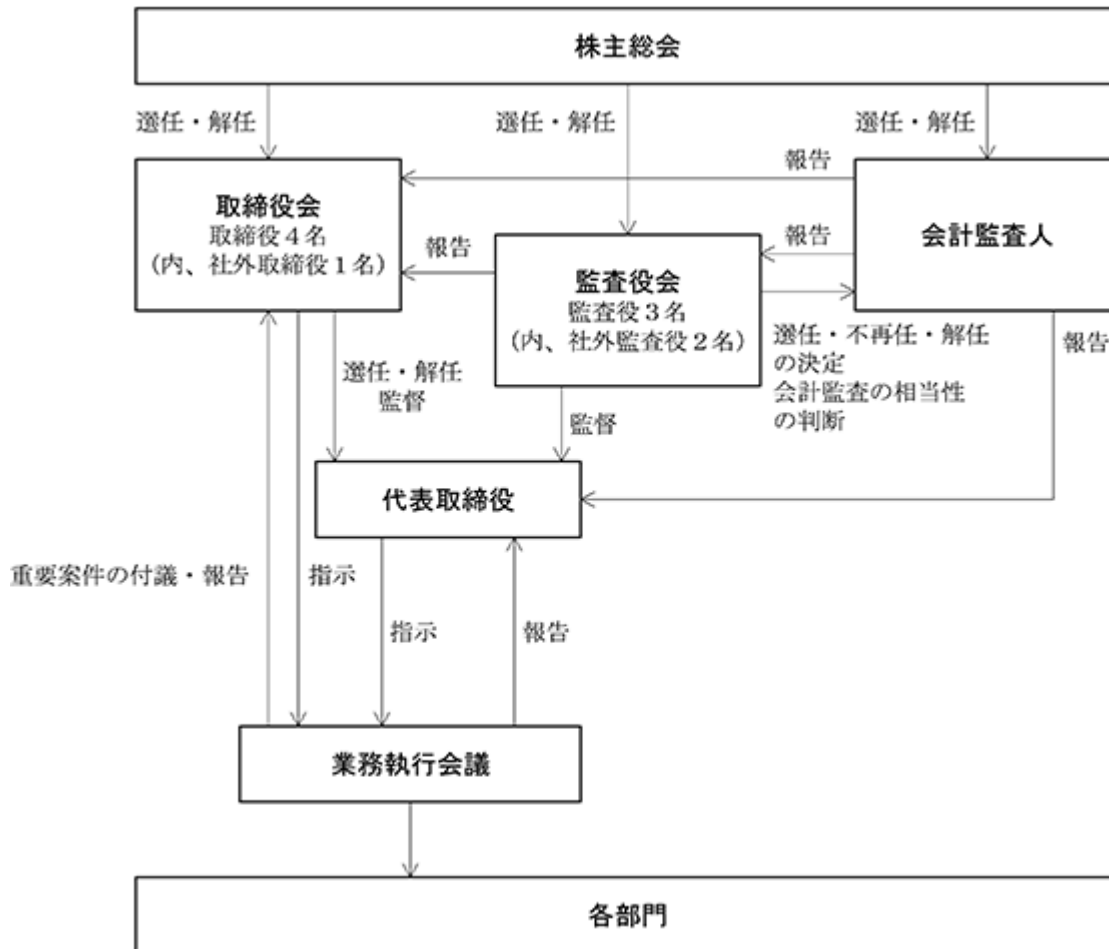 株主総会
選任・解任
選任・解任
選任・解任
報告
取締役会
取締役４名
（内、社外取締役１名）
会計監査人
報告
報告
監査役会
監査役３名
（内、社外監査役２名）
選任・不再任・解任
の決定
会計監査の相当性
の判断
報告
選任・解任
監督
監督
代表取締役
重要案件の付議・報告
指示
指示
報告
業務執行会議
各部門